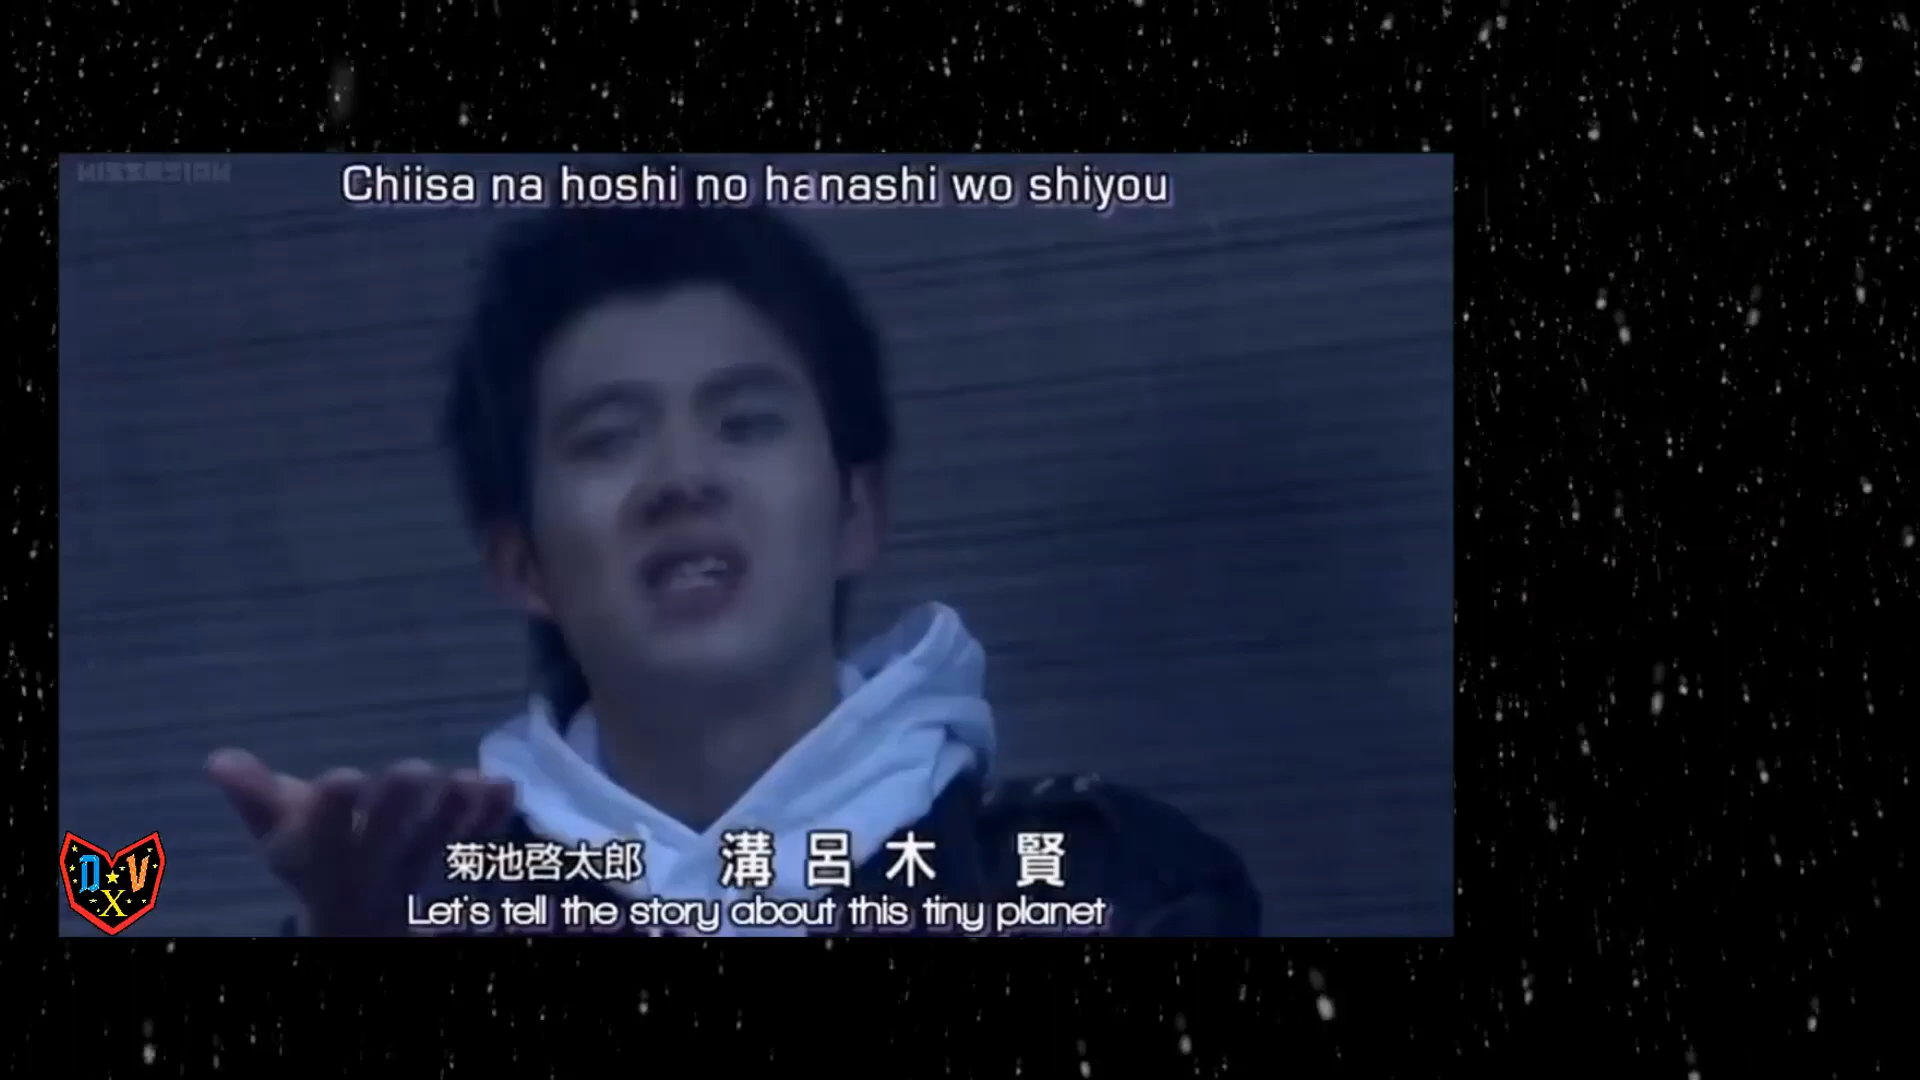 Chiisa na hoshi no hanashi wo shiyou
菊池啓太郎 溝呂木 賢
Let's tell the story about this tiny planet
D V
X